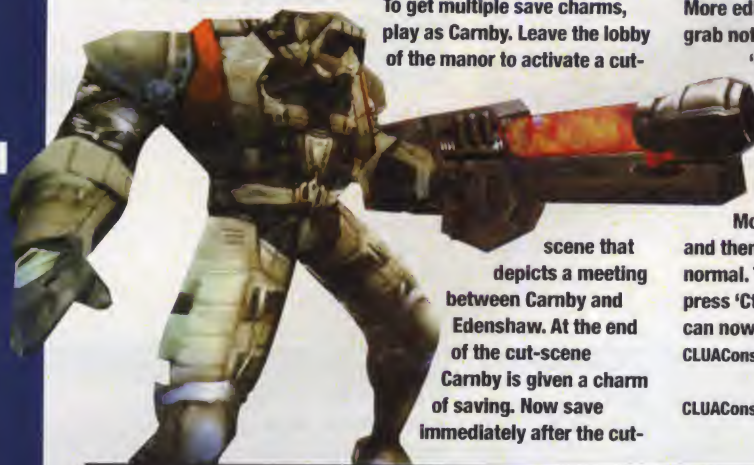 To get multiple save charms,
play as Carnby. Leave the lobby
of the manor to activate a cut-
scene that
depicts a meeting
between Carnby and
Edenshaw. At the end
of the cut-scene
Carnby is given a charm
of saving. Now save
immediately after the cut-
More ed
grab not
Mo
and then
normal.
press
can now
CLUACons
CLUACons